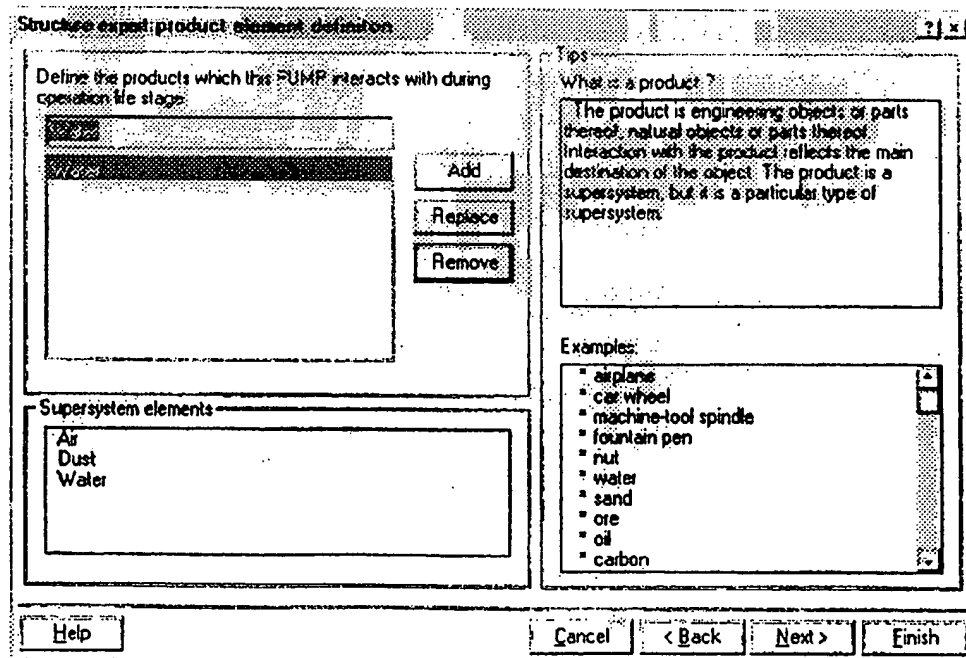 Structure expert: product element definiton
? x
Define the products which this PUMP interacts with during
operation life stage
Water
Add
Replace
Remove
Supersystem elements
Air
Dust
Water
Tips
What is a product ?
The product is engineering objects or parts
thereof, natural objects or parts thereof.
Interaction with the product reflects the main
destination of the object. The product is a
supersystem, but it is a particular type of
supersystem.
Examples:
* airplane
* car wheel
* machine-tool spindle
* fountain pen
* nut
* water
* sand
* ore
* oil
* carbon
Help
Cancel
< Back
Next >
Finish